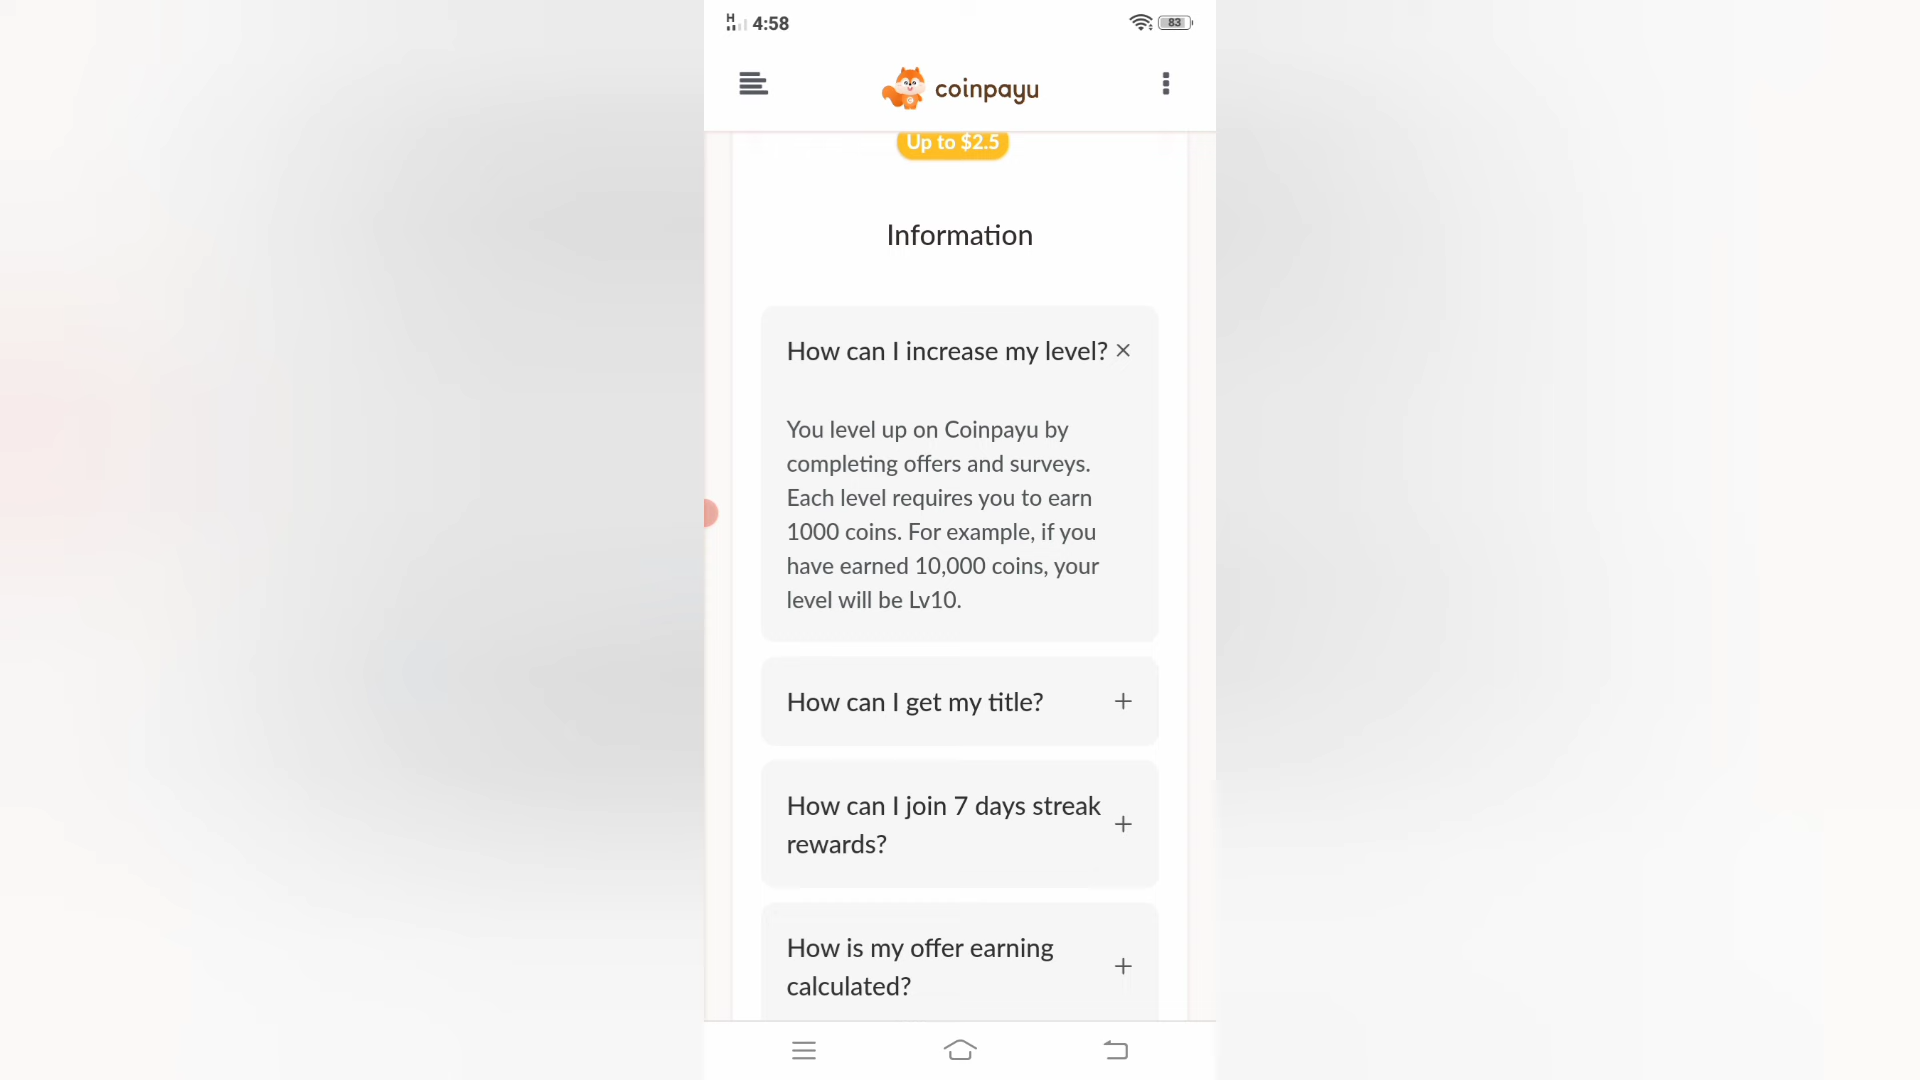 H 4:58 83
coinpayu
Up to $2.5
Information
How can I increase my level?
You level up on Coinpayu by
completing offers and surveys.
Each level requires you to earn
1000 coins. For example, if you
have earned 10,000 coins, your
level will be Lv10.
How can I get my title?
How can I join 7 days streak
rewards?
How is my offer earning
calculated?